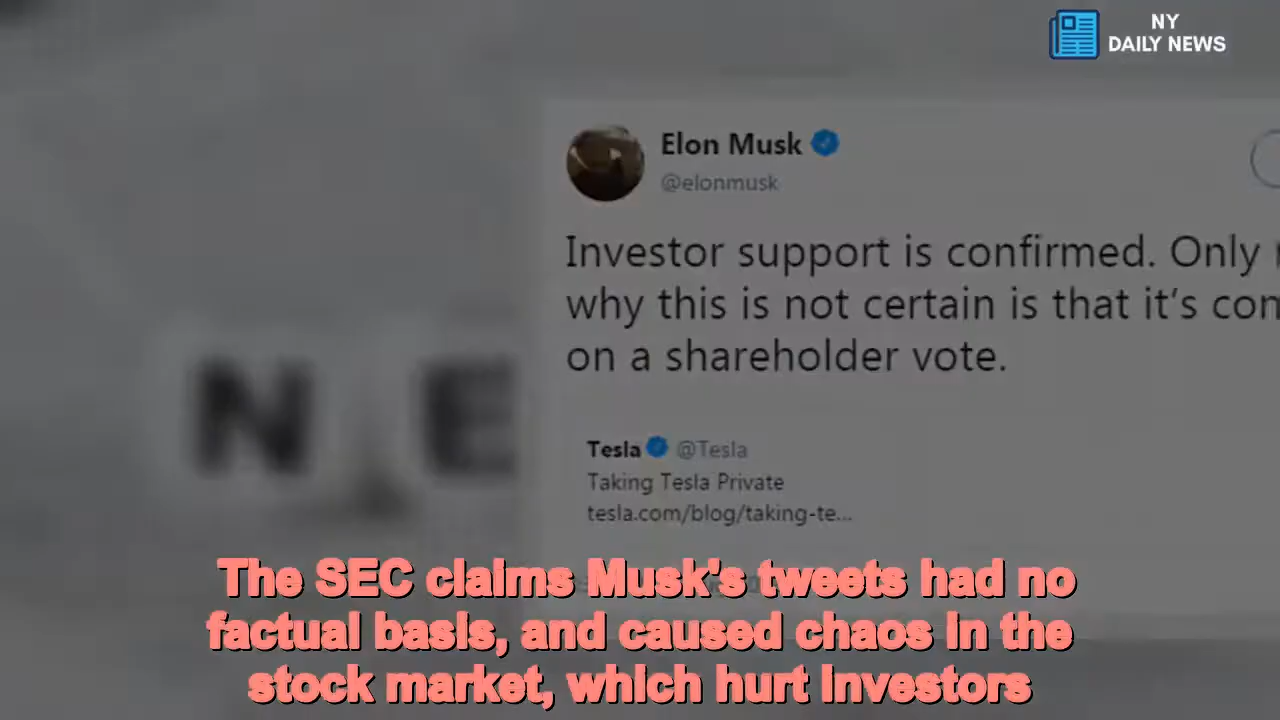 NY
DAILY NEWS
Elon Musk
@elonmusk
Investor support is confirmed. Only
why this is not certain is that it's
on a shareholder vote.
N E
Tesla @Tesla
Taking Tesla Private
tesla.com/blog/taking-te...
The SEC claims Musk's tweets had no
factual basis, and caused chaos in the
stock market, which hurt investors